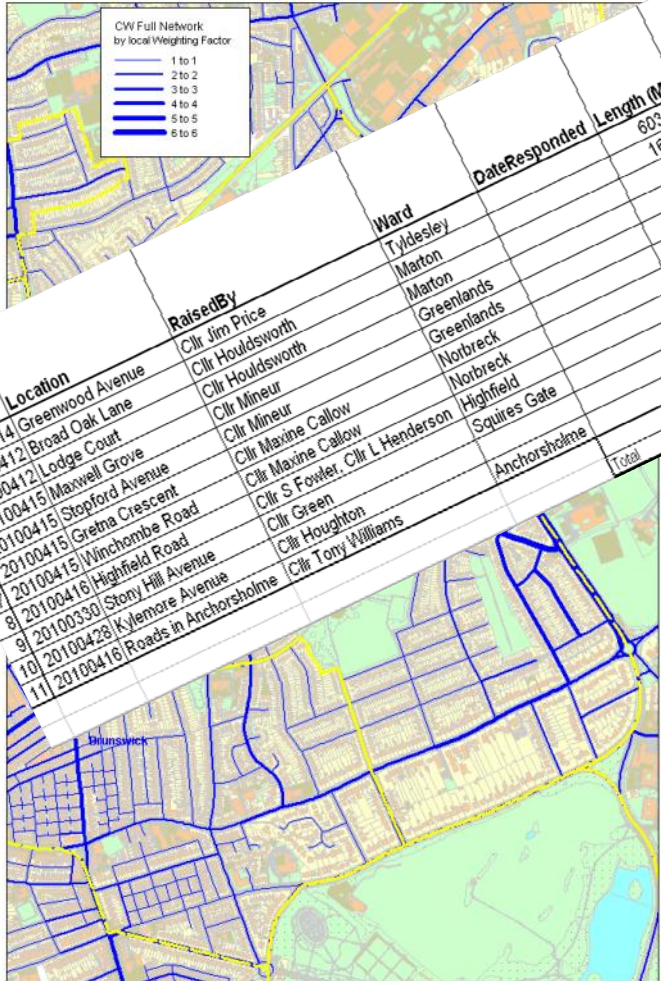 CW Full Network
by local Weighting Factor
1 to 1
2 to 2
3 to 3
4 to 4
5 to 5
6 to 6
Location RaisedBy Ward DateResponded Length (M
14 Greenwood Avenue Cllr Jim Price Tyldesley 603
412 Broad Oak Lane Cllr Houldsworth Marton 16
00412 Lodge Court Cllr Houldsworth Marton
100415 Maxwell Grove Cllr Mineur Greenlands
20100415 Stopford Avenue Cllr Mineur Greenlands
20100415 Gretna Crescent Cllr Maxine Callow Norbreck
20100415 Winchombe Road Cllr Maxine Callow Norbreck
8 20100416 Highfield Road Cllr S Fowler, Cllr L Henderson Highfield
9 20100330 Stony Hill Avenue Cllr Green Squires Gate
10 20100428 Kylemore Avenue Cllr Houghton
11 20100416 Roads in Anchorsholme Cllr Tony Williams Anchorsholme
Total
Brunswick